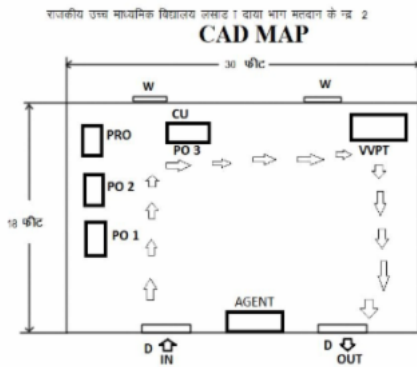 राजकीय उच्च माध्यमिक विद्यालय लसाड I दाया भाग मतदान के न्द्र 2
CAD MAP
30 फीट
W W
CU
PRO
PO 3
VVPT
PO 2
18 फीट
PO 1
AGENT
D D
IN OUT